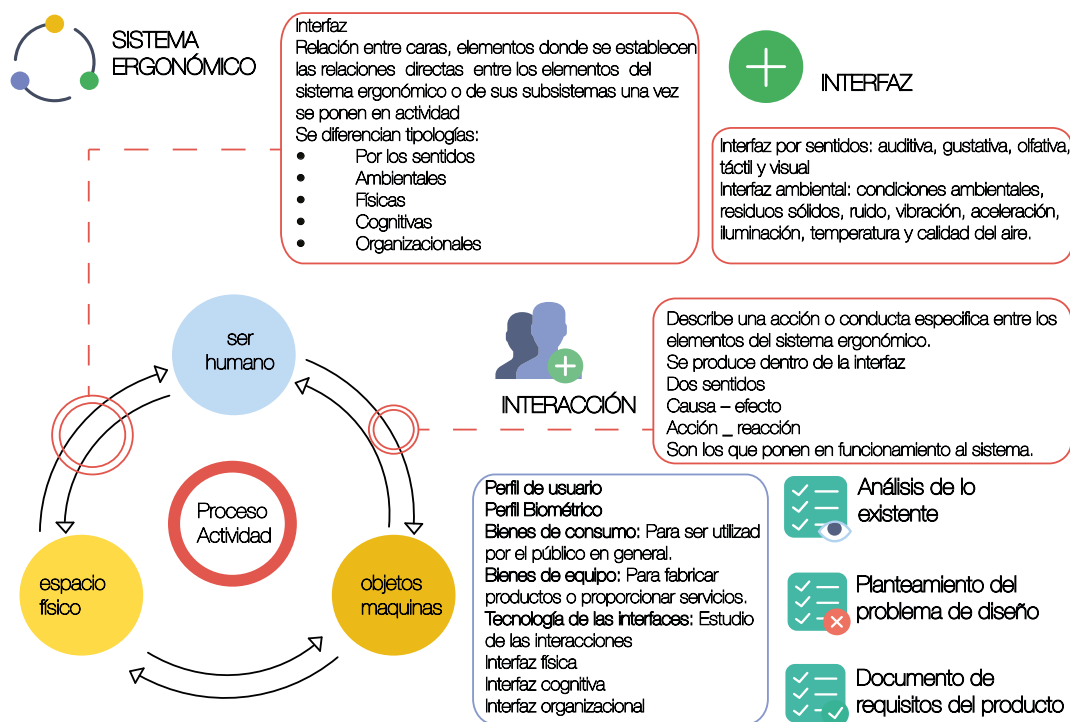 SISTEMA
ERGONÓMICO
Interfaz
Relación entre caras, elementos donde se establecen
las relaciones directas entre los elementos del
sistema ergonómico o de sus subsistemas una vez
se ponen en actividad
Se diferencian tipologías:
• Por los sentidos
• Ambientales
• Físicas
• Cognitivas
• Organizacionales
INTERFAZ
Interfaz por sentidos: auditiva, gustativa, olfativa,
táctil y visual
Interfaz ambiental: condiciones ambientales,
residuos sólidos, ruido, vibración, aceleración,
iluminación, temperatura y calidad del aire.
ser
humano
Proceso
Actividad
espacio
físico
objetos
maquinas
INTERACCIÓN
Describe una acción o conducta especifica entre los
elementos del sistema ergonómico.
Se produce dentro de la interfaz
Dos sentidos
Causa – efecto
Acción _ reacción
Son los que ponen en funcionamiento al sistema.
Perfil de usuario
Perfil Biométrico
Bienes de consumo: Para ser utilizad
por el público en general.
Bienes de equipo: Para fabricar
productos o proporcionar servicios.
Tecnología de las interfaces: Estudio
de las interacciones
Interfaz física
Interfaz cognitiva
Interfaz organizacional
Análisis de lo
existente
Planteamiento del
problema de diseño
Documento de
requisitos del producto